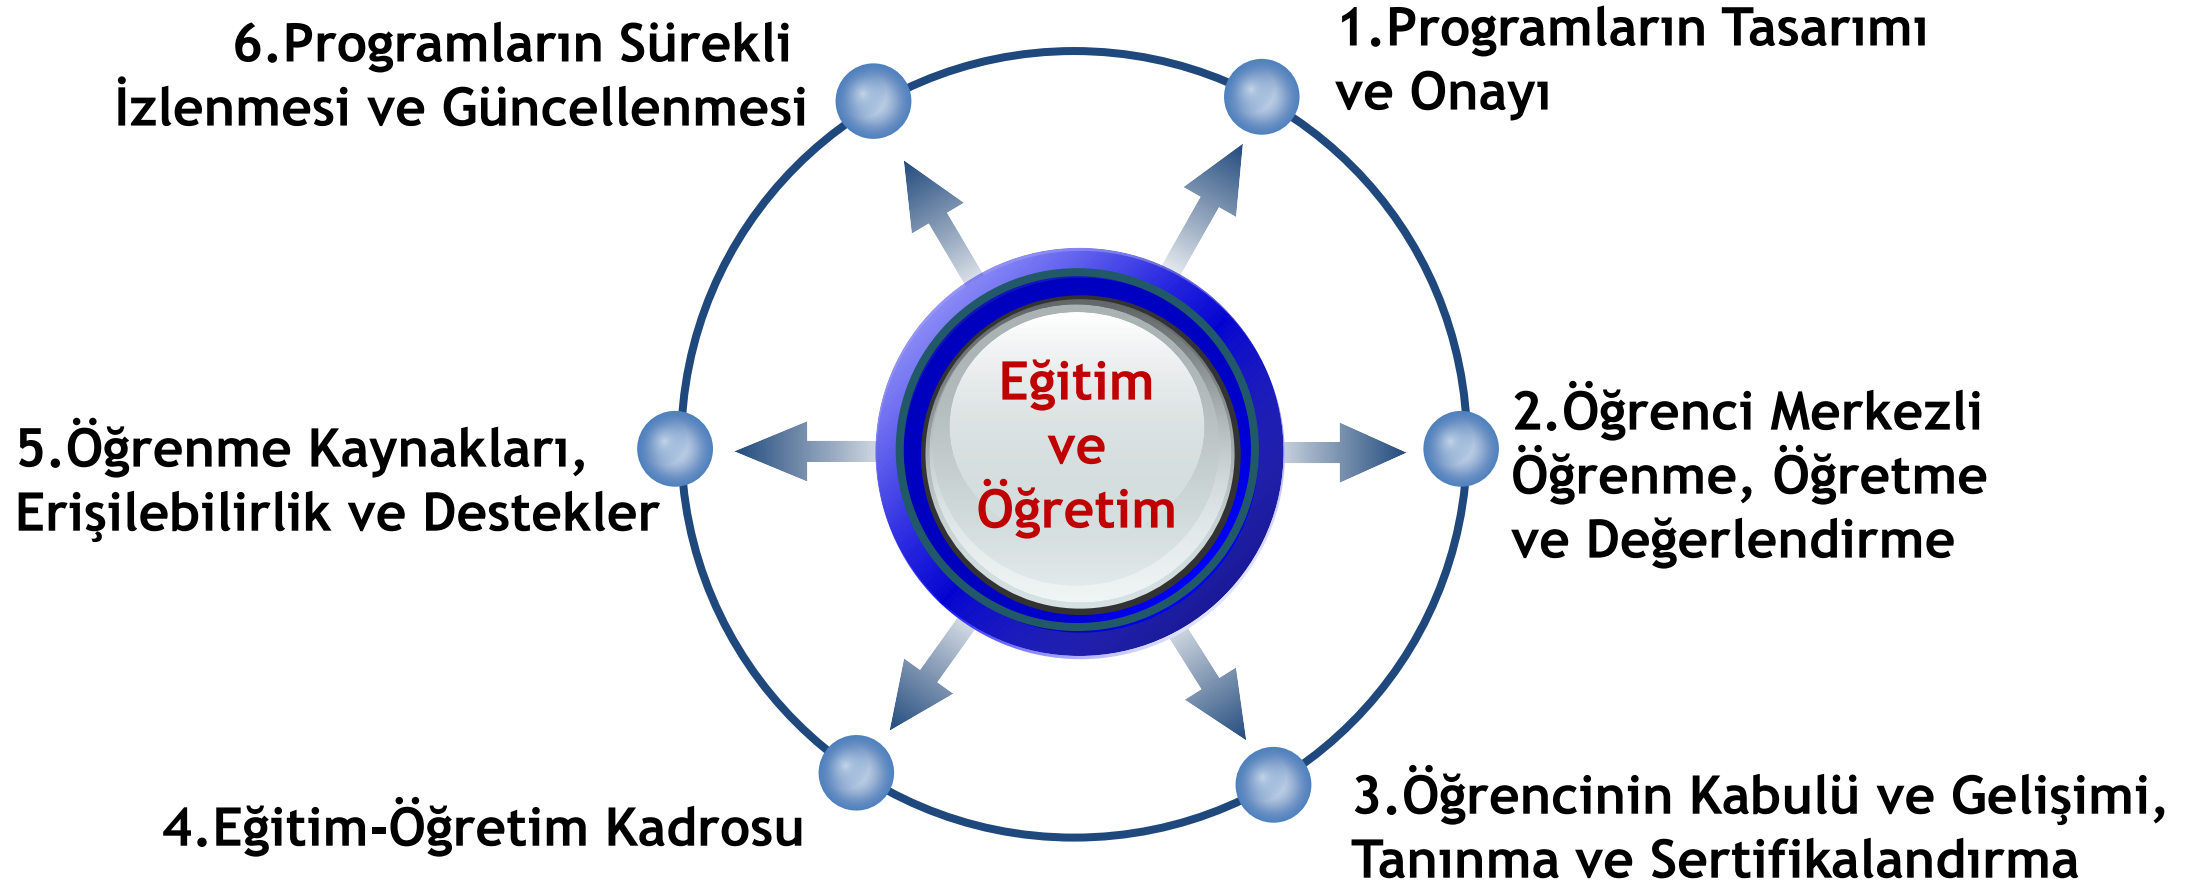 1.Programların Tasarımı
ve Onayı
2.Öğrenci Merkezli
Öğrenme, Öğretme
ve Değerlendirme
3.Öğrencinin Kabulü ve Gelişimi,
Tanınma ve Sertifikalandırma
4.Eğitim-Öğretim Kadrosu
5.Öğrenme Kaynakları,
Erişilebilirlik ve Destekler
6.Programların Sürekli
İzlenmesi ve Güncellenmesi
Eğitim
ve
Öğretim